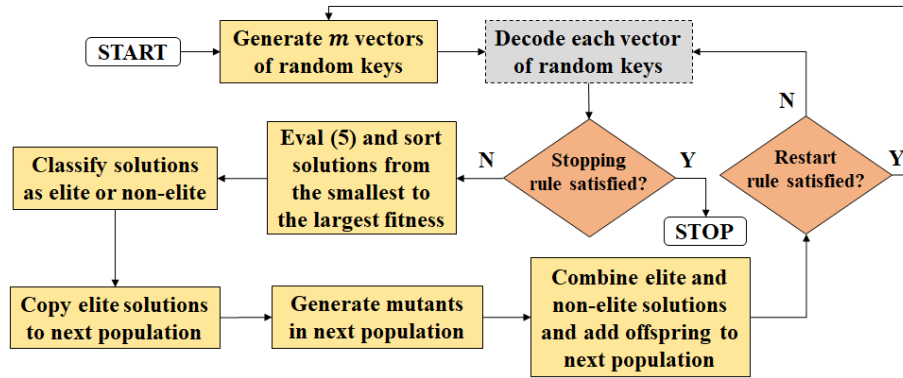 START
Generate m vectors
of random keys
Decode each vector
of random keys
N
Eval (5) and sort
solutions from
the smallest to
the largest fitness
N
Stopping
rule satisfied?
Y
Restart
rule satisfied?
Y
Classify solutions
as elite or non-elite
STOP
Copy elite solutions
to next population
Generate mutants
in next population
Combine elite and
non-elite solutions
and add offspring to
next population